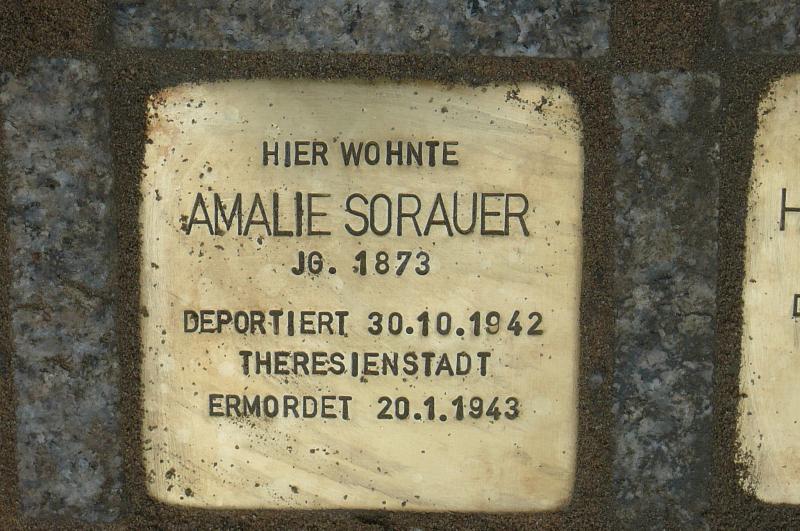 HIER WOHNTE
AMALIE SORAUER
JG. 1873
DEPORTIERT 30.10.1942
THERESIENSTADT
ERMORDET 20.1.1943